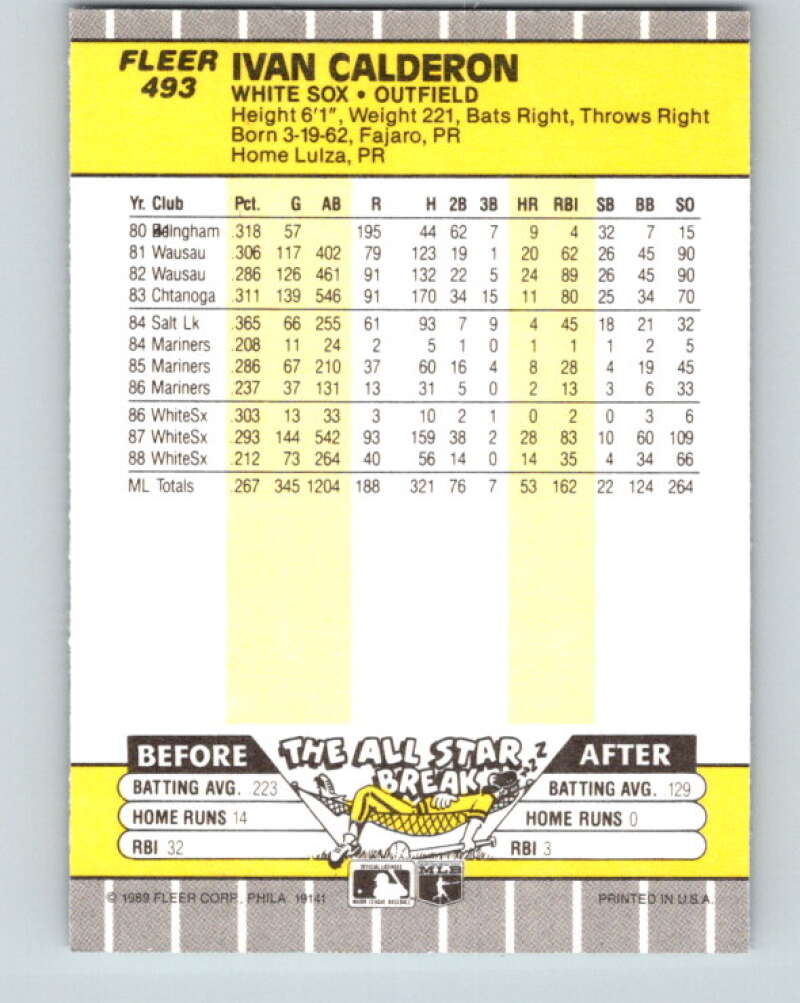 FLEER
493
IVAN CALDERON
WHITE SOX • OUTFIELD
Height 6'1", Weight 221, Bats Right, Throws Right
Born 3-19-62, Fajaro, PR
Home Lulza, PR
Yr. Club Pct. G AB R H 2B 3B HR RBI SB BB SO
80 .318 57 195 44 62 7 9 4 32 7 15
81 Wausau .306 117 402 79 123 19 1 20 62 26 45 90
82 Wausau .286 126 461 91 132 22 5 24 89 26 45 90
83 Chtanoga .311 139 546 91 170 34 15 11 80 25 34 70
84 Salt Lk .365 66 255 61 93 7 9 4 45 18 21 32
84 Mariners .208 11 24 2 5 1 0 1 1 1 2 5
85 Mariners .286 67 210 37 60 16 4 8 28 4 19 45
86 Mariners .237 37 131 13 31 5 0 2 13 3 6 33
86 WhiteSx .303 13 33 3 10 2 1 0 2 0 3 6
87 WhiteSx .293 144 542 93 159 38 2 28 83 10 60 109
88 WhiteSx .212 73 264 40 56 14 0 14 35 4 34 66
ML Totals .267 345 1204 188 321 76 7 53 162 22 124 264
BEFORE THE ALL STAR BREAK ZZZ AFTER
BATTING AVG. .223 BATTING AVG. .129
HOME RUNS 14 HOME RUNS 0
RBI 32 RBI 3
OFFICIAL LICENSEE
MAJOR LEAGUE BASEBALL
MLB
© 1989 FLEER CORP., PHILA. 19141 PRINTED IN U.S.A.